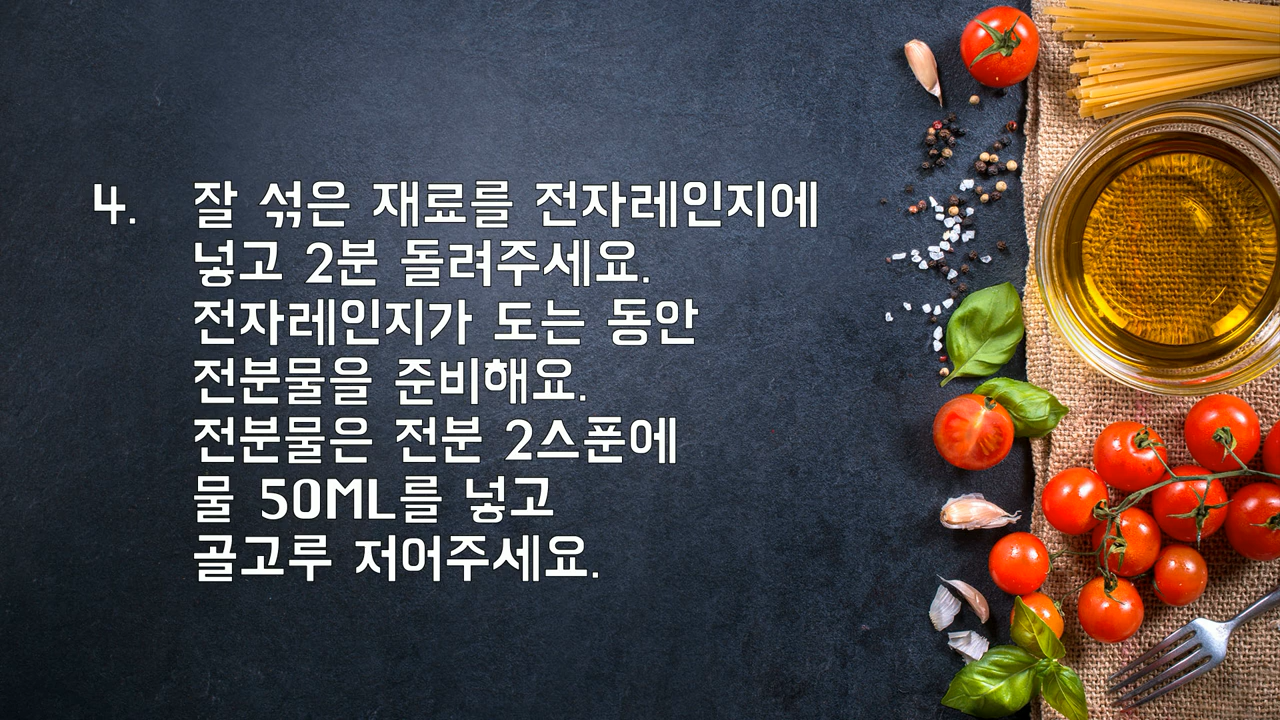 4. 잘 섞은 재료를 전자레인지에
넣고 2분 돌려주세요.
전자레인지가 도는 동안
전분물을 준비해요.
전분물은 전분 2스푼에
물 50ML를 넣고
골고루 저어주세요.